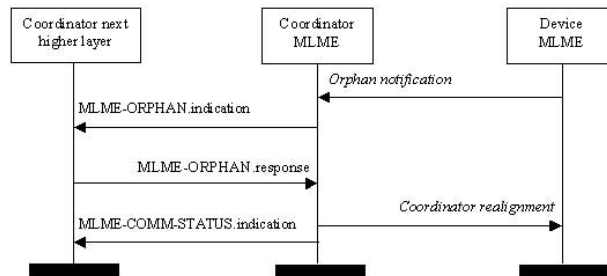 Coordinator next
higher layer
Coordinator
MLME
Device
MLME
Orphan notification
MLME-ORPHAN.indication
MLME-ORPHAN.response
Coordinator realignment
MLME-COMM-STATUS.indication